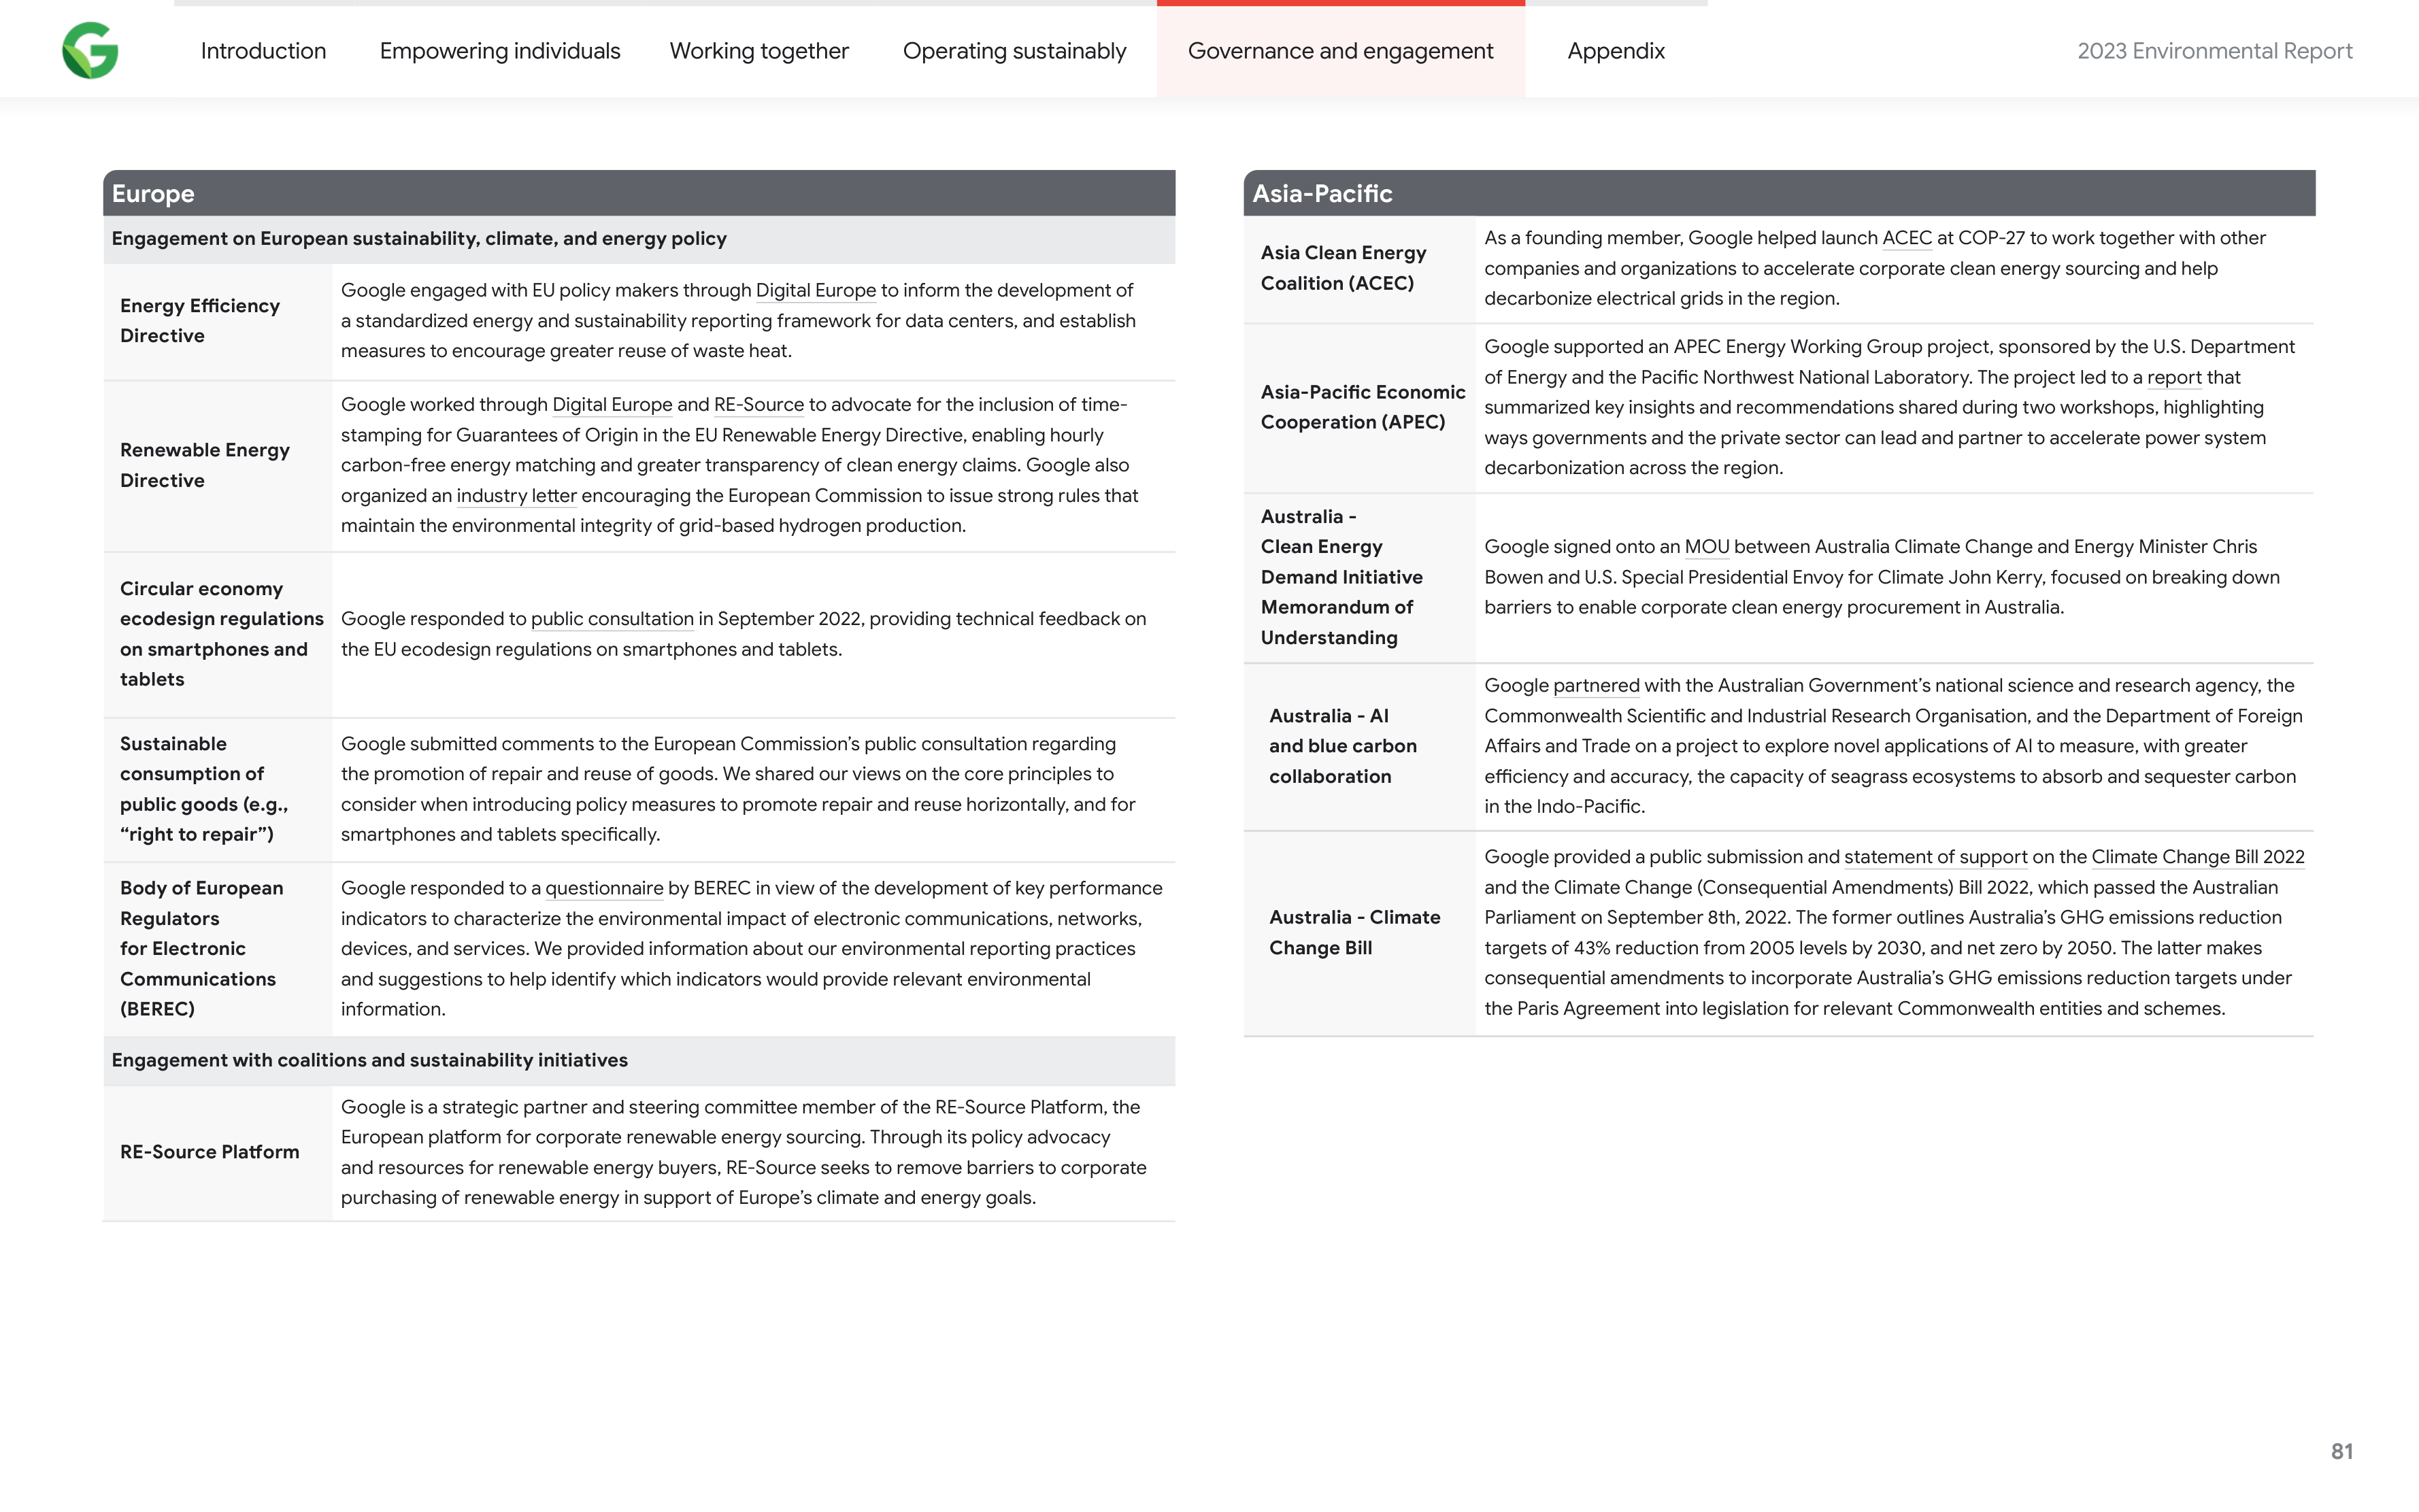 Introduction
Empowering individuals
Working together
Operating sustainably
Governance and engagement
Appendix
2023 Environmental Report
Europe
Engagement on European sustainability, climate, and energy policy
Energy Efficiency
Directive
Google engaged with EU policy makers through Digital Europe to inform the development of
a standardized energy and sustainability reporting framework for data centers, and establish
measures to encourage greater reuse of waste heat.
Renewable Energy
Directive
Google worked through Digital Europe and RE-Source to advocate for the inclusion of time-
stamping for Guarantees of Origin in the EU Renewable Energy Directive, enabling hourly
carbon-free energy matching and greater transparency of clean energy claims. Google also
organized an industry letter encouraging the European Commission to issue strong rules that
maintain the environmental integrity of grid-based hydrogen production.
Circular economy
ecodesign regulations
on smartphones and
tablets
Google responded to public consultation in September 2022, providing technical feedback on
the EU ecodesign regulations on smartphones and tablets.
Sustainable
consumption of
public goods (e.g.,
“right to repair”)
Google submitted comments to the European Commission’s public consultation regarding
the promotion of repair and reuse of goods. We shared our views on the core principles to
consider when introducing policy measures to promote repair and reuse horizontally, and for
smartphones and tablets specifically.
Body of European
Regulators
for Electronic
Communications
(BEREC)
Google responded to a questionnaire by BEREC in view of the development of key performance
indicators to characterize the environmental impact of electronic communications, networks,
devices, and services. We provided information about our environmental reporting practices
and suggestions to help identify which indicators would provide relevant environmental
information.
Engagement with coalitions and sustainability initiatives
RE-Source Platform
Google is a strategic partner and steering committee member of the RE-Source Platform, the
European platform for corporate renewable energy sourcing. Through its policy advocacy
and resources for renewable energy buyers, RE-Source seeks to remove barriers to corporate
purchasing of renewable energy in support of Europe’s climate and energy goals.
Asia-Pacific
Asia Clean Energy
Coalition (ACEC)
As a founding member, Google helped launch ACEC at COP-27 to work together with other
companies and organizations to accelerate corporate clean energy sourcing and help
decarbonize electrical grids in the region.
Asia-Pacific Economic
Cooperation (APEC)
Google supported an APEC Energy Working Group project, sponsored by the U.S. Department
of Energy and the Pacific Northwest National Laboratory. The project led to a report that
summarized key insights and recommendations shared during two workshops, highlighting
ways governments and the private sector can lead and partner to accelerate power system
decarbonization across the region.
Australia -
Clean Energy
Demand Initiative
Memorandum of
Understanding
Google signed onto an MOU between Australia Climate Change and Energy Minister Chris
Bowen and U.S. Special Presidential Envoy for Climate John Kerry, focused on breaking down
barriers to enable corporate clean energy procurement in Australia.
Australia - AI
and blue carbon
collaboration
Google partnered with the Australian Government’s national science and research agency, the
Commonwealth Scientific and Industrial Research Organisation, and the Department of Foreign
Affairs and Trade on a project to explore novel applications of AI to measure, with greater
efficiency and accuracy, the capacity of seagrass ecosystems to absorb and sequester carbon
in the Indo-Pacific.
Australia - Climate
Change Bill
Google provided a public submission and statement of support on the Climate Change Bill 2022
and the Climate Change (Consequential Amendments) Bill 2022, which passed the Australian
Parliament on September 8th, 2022. The former outlines Australia’s GHG emissions reduction
targets of 43% reduction from 2005 levels by 2030, and net zero by 2050. The latter makes
consequential amendments to incorporate Australia’s GHG emissions reduction targets under
the Paris Agreement into legislation for relevant Commonwealth entities and schemes.
81